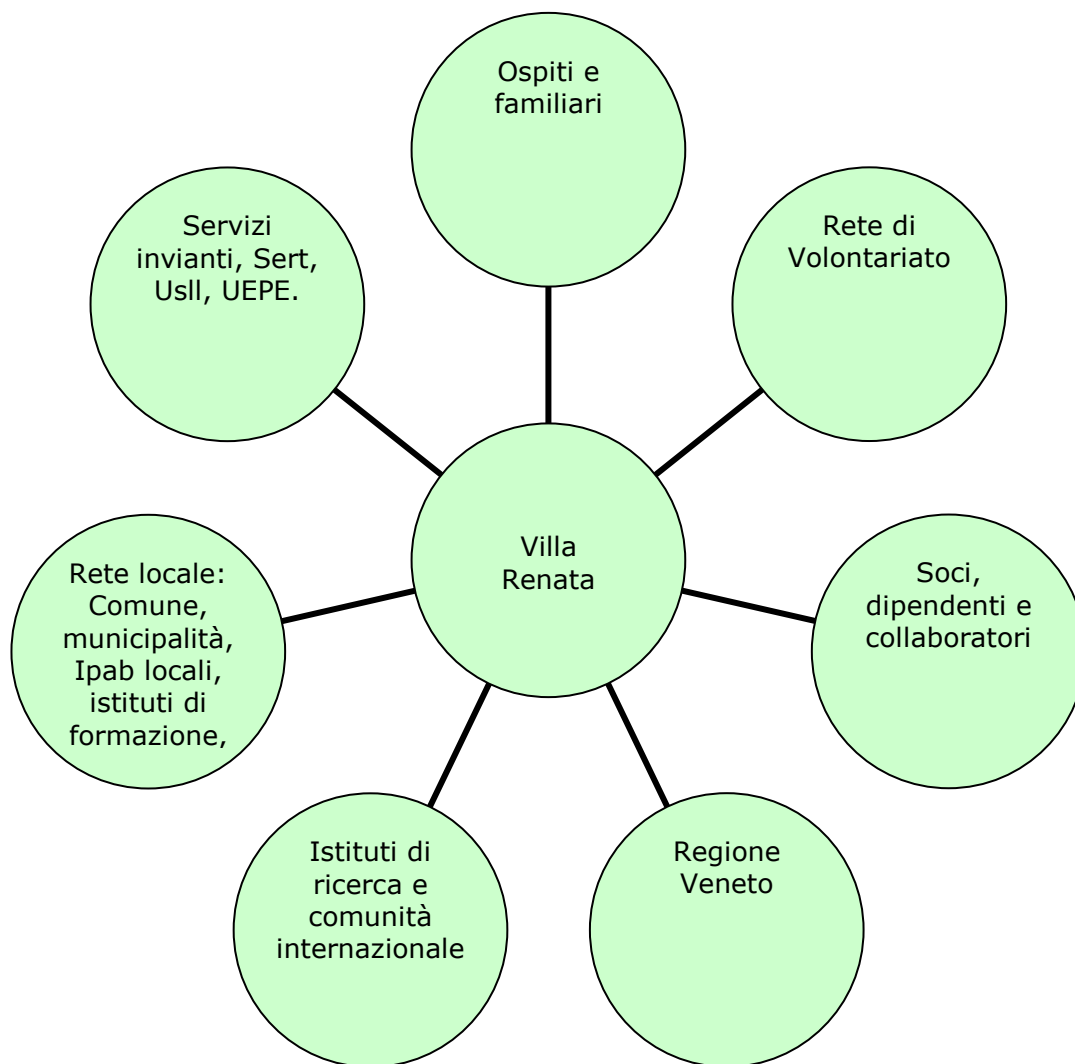 Ospiti e
familiari
Rete di
Volontariato
Soci,
dipendenti e
collaboratori
Regione
Veneto
Istituti di
ricerca e
comunità
internazionale
Rete locale:
Comune,
municipalità,
Ipab locali,
istituti di
formazione,
Servizi
invianti, Sert,
Usll, UEPE.
Villa
Renata